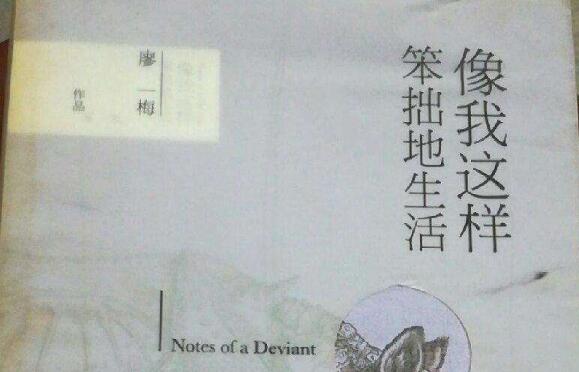 像我这样
笨拙地生活
廖一梅
作品
Notes of a Deviant